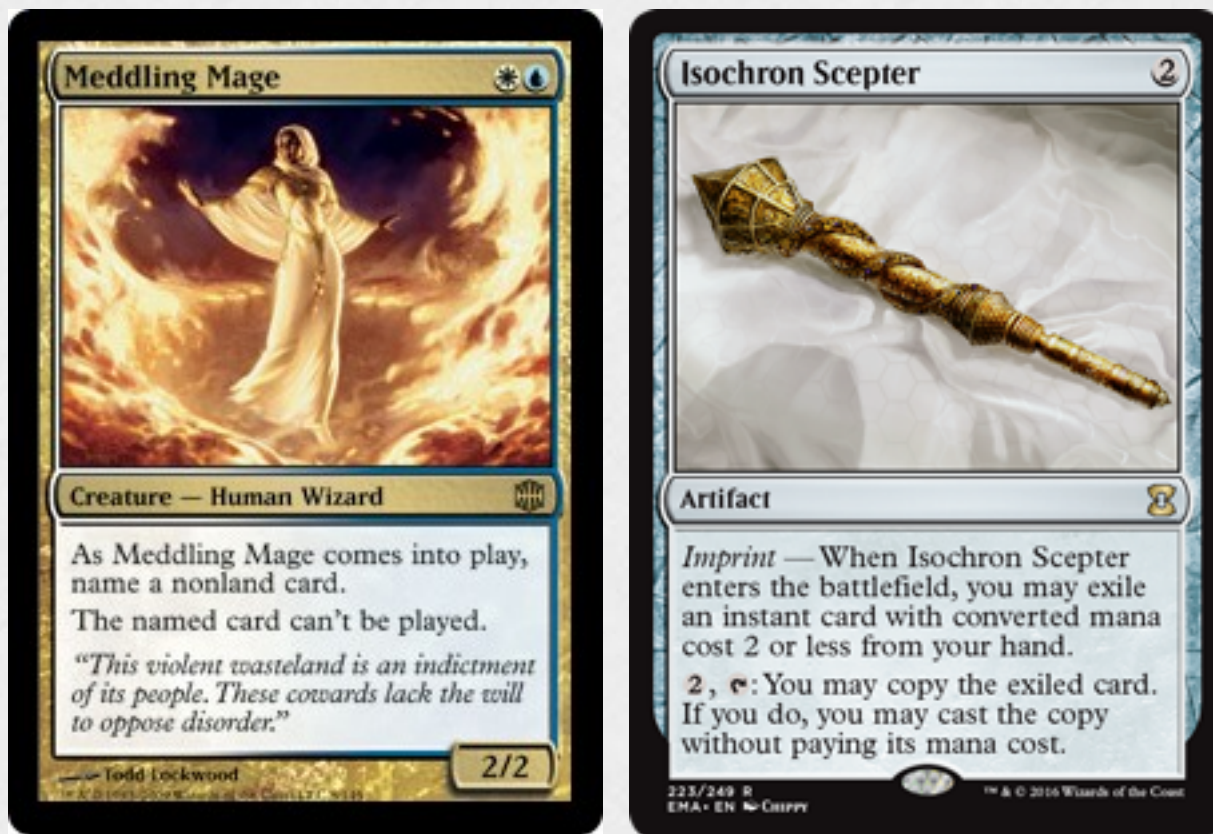 Meddling Mage
Creature — Human Wizard
As Meddling Mage comes into play,
name a nonland card.
The named card can't be played.
"This violent wasteland is an indictment
of its people. These cowards lack the will
to oppose disorder."
Todd Lockwood
2/2
Isochron Scepter
2
Artifact
Imprint — When Isochron Scepter
enters the battlefield, you may exile
an instant card with converted mana
cost 2 or less from your hand.
2, : You may copy the exiled card.
If you do, you may cast the copy
without paying its mana cost.
223/249 R
EMA • EN CHIPPY
™ & © 2016 Wizards of the Coast